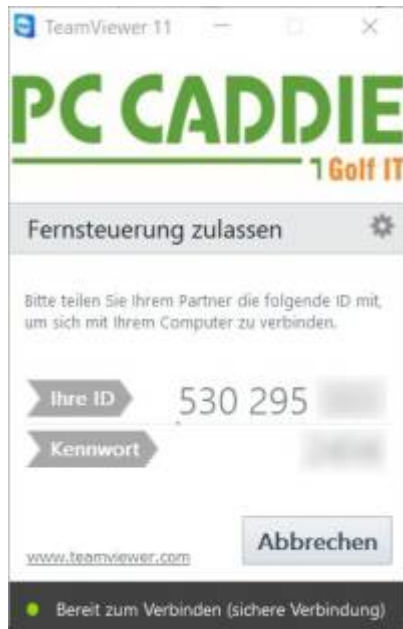 TeamViewer 11
PC CADDIE
Golf IT
Fernsteuerung zulassen
Bitte teilen Sie Ihrem Partner die folgende ID mit,
um sich mit Ihrem Computer zu verbinden.
Ihre ID 530 295
Kennwort
Abbrechen
www.teamviewer.com
Bereit zum Verbinden (sichere Verbindung)